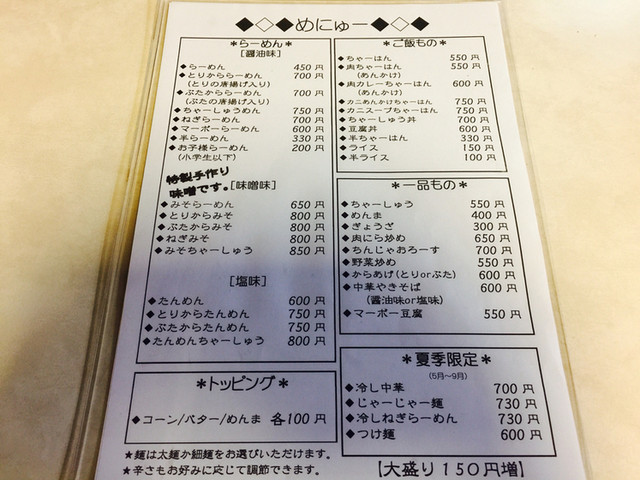 ◆◇◆めにゅー◆◇◆
＊らーめん＊
[醤油味]
◆らーめん 450円
◆とりかららーめん 700円
(とりの唐揚げ入り)
◆ぶたかららーめん 700円
(ぶたの唐揚げ入り)
◆ちゃーしゅうめん 750円
◆ねぎらーめん 750円
◆マーボーらーめん 600円
◆半らーめん 330円
◆お子様らーめん 200円
(小学生以下)
特製手作り
味噌です。[味噌味]
◆みそらーめん 650円
◆とりからみそ 800円
◆ぶたからみそ 800円
◆ねぎみそ 800円
◆みそちゃーしゅう 850円
[塩味]
◆たんめん 600円
◆とりからたんめん 750円
◆ぶたからたんめん 750円
◆たんめんちゃーしゅう 800円
＊トッピング＊
◆コーン/バター/めんま 各100円
★麺は太麺か細麺をお選びいただけます。
★辛さもお好みに応じて調節できます。
＊ご飯もの＊
◆ちゃーはん 550円
◆肉ちゃーはん 550円
(あんかけ)
◆肉カレーちゃーはん 600円
(あんかけ)
◆カニあんかけちゃーはん 750円
◆カニスープちゃーはん 750円
◆ちゃーしゅう丼 700円
◆豆腐丼 600円
◆半ちゃーはん 330円
◆ライス 150円
◆半ライス 100円
＊一品もの＊
◆ちゃーしゅう 550円
◆めんま 400円
◆ぎょうざ 300円
◆肉にら炒め 650円
◆ちんじゃおろーす 700円
◆野菜炒め 550円
◆からあげ(とりorぶた) 600円
◆中華やきそば 600円
(醤油味or塩味)
◆マーボー豆腐 550円
＊夏季限定＊
(5月～9月)
◆冷し中華 700円
◆じゃーじゃー麺 730円
◆冷しねぎらーめん 730円
◆つけ麺 600円
【大盛り150円増】